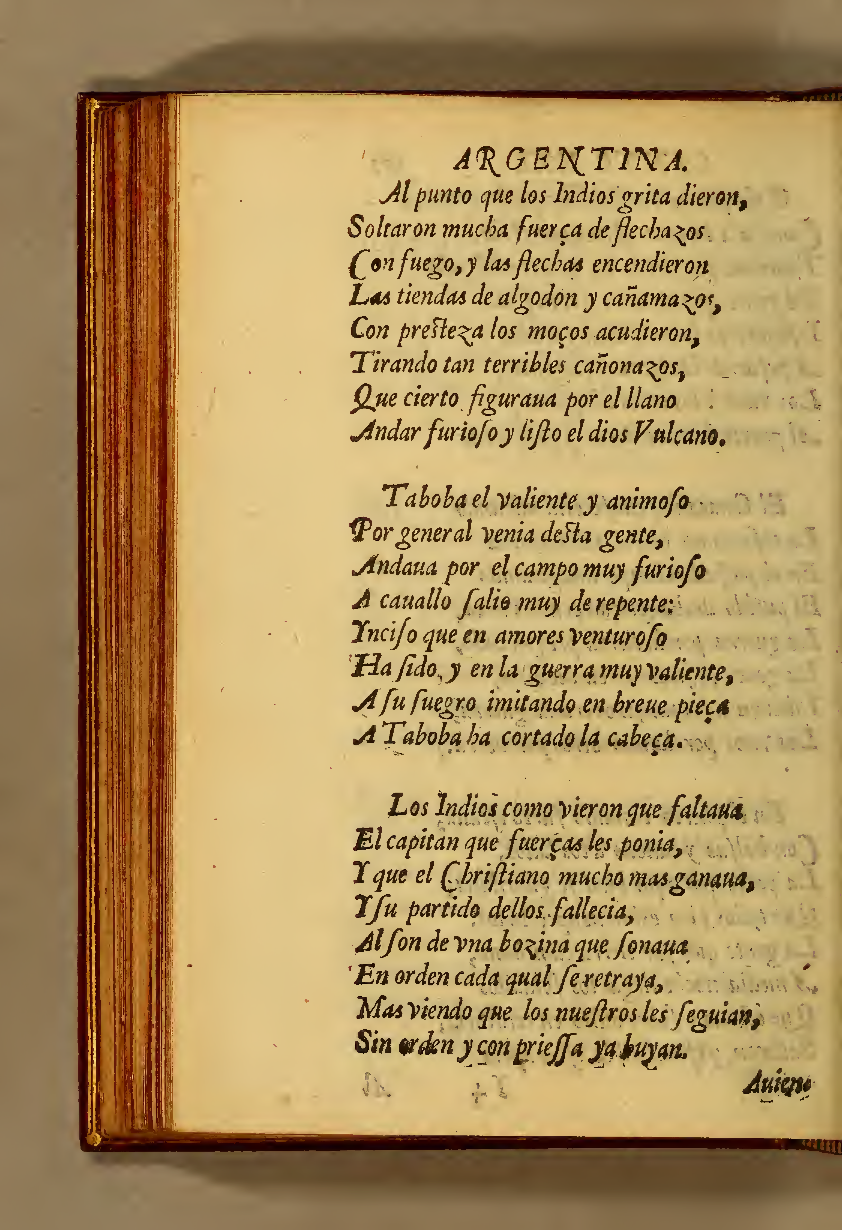 ARGENTINA.
Al punto que los Indios grita dieron,
Soltaron mucha fuerça de flechazos
Con fuego, y las flechas encendieron
Las tiendas de algodon y cañamazos,
Con presteza los moços acudieron,
Tirando tan terribles cañonazos,
Que cierto figuraua por el llano
Andar furioſo y liſto el dios Vulcano.
Taboba el valiente y animoſo
Por general venia desta gente,
Andaua por el campo muy furioſo
A cauallo ſalio muy de repente:
Ynciſo que en amores venturoſo
Ha ſido, y en la guerra muy valiente,
A ſu ſuegro imitando en breue pieça
A Taboba ha cortado la cabeça.
Los Indios como vieron que faltaua
El capitan que fuerças les ponia,
Y que el Chriſtiano mucho mas ganaua,
Y ſu partido dellos fallecia,
Al ſon de vna bozina que ſonaua
En orden cada qual ſe retraya,
Mas viendo que los nueſtros les ſeguian,
Sin orden y con prieſſa ya huyan.